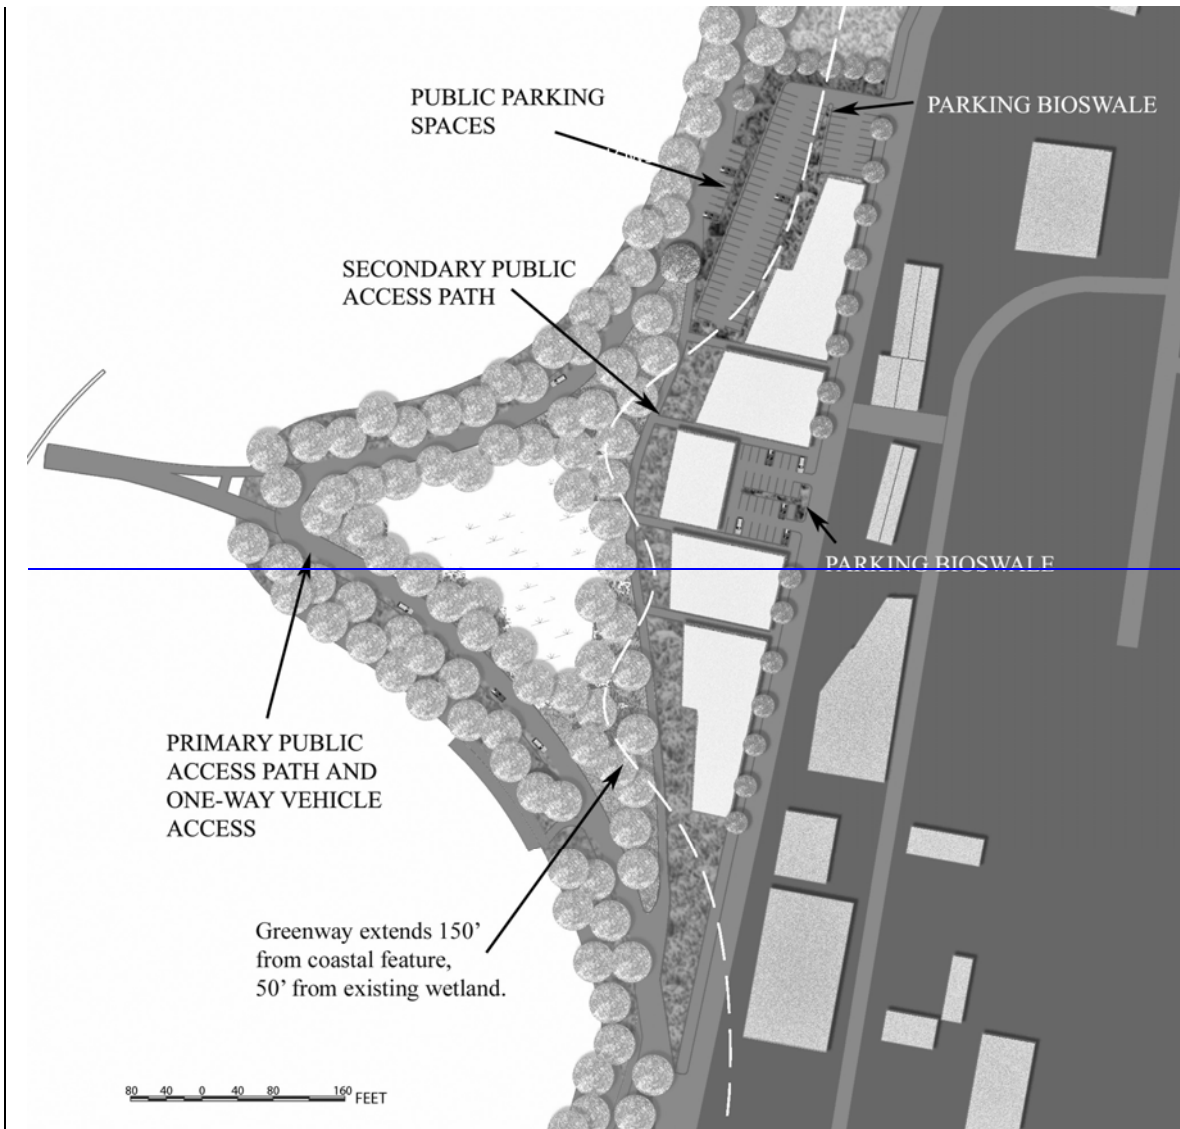 PUBLIC PARKING
SPACES
PARKING BIOSWALE
SECONDARY PUBLIC
ACCESS PATH
PARKING BIOSWALE
PRIMARY PUBLIC
ACCESS PATH AND
ONE-WAY VEHICLE
ACCESS
Greenway extends 150’
from coastal feature,
50’ from existing wetland.
80 40 0 40 80 160 FEET